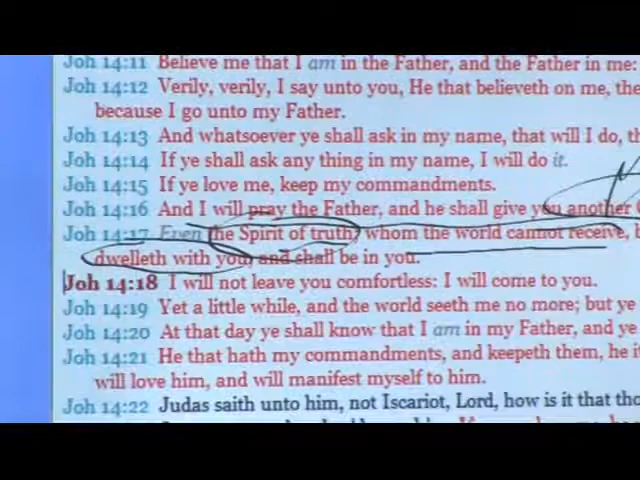 Joh 14:11 Believe me that I am in the Father, and the Father in me:
Joh 14:12 Verily, verily, I say unto you, He that believeth on me, the
because I go unto my Father.
Joh 14:13 And whatsoever ye shall ask in my name, that will I do, th
Joh 14:14 If ye shall ask any thing in my name, I will do it.
Joh 14:15 If ye love me, keep my commandments.
Joh 14:16 And I will pray the Father, and he shall give you another
Joh 14:17 Even the Spirit of truth; whom the world cannot receive, b
dwelleth with you, and shall be in you.
Joh 14:18 I will not leave you comfortless: I will come to you.
Joh 14:19 Yet a little while, and the world seeth me no more; but ye
Joh 14:20 At that day ye shall know that I am in my Father, and ye
Joh 14:21 He that hath my commandments, and keepeth them, he it
will love him, and will manifest myself to him.
Joh 14:22 Judas saith unto him, not Iscariot, Lord, how is it that tho